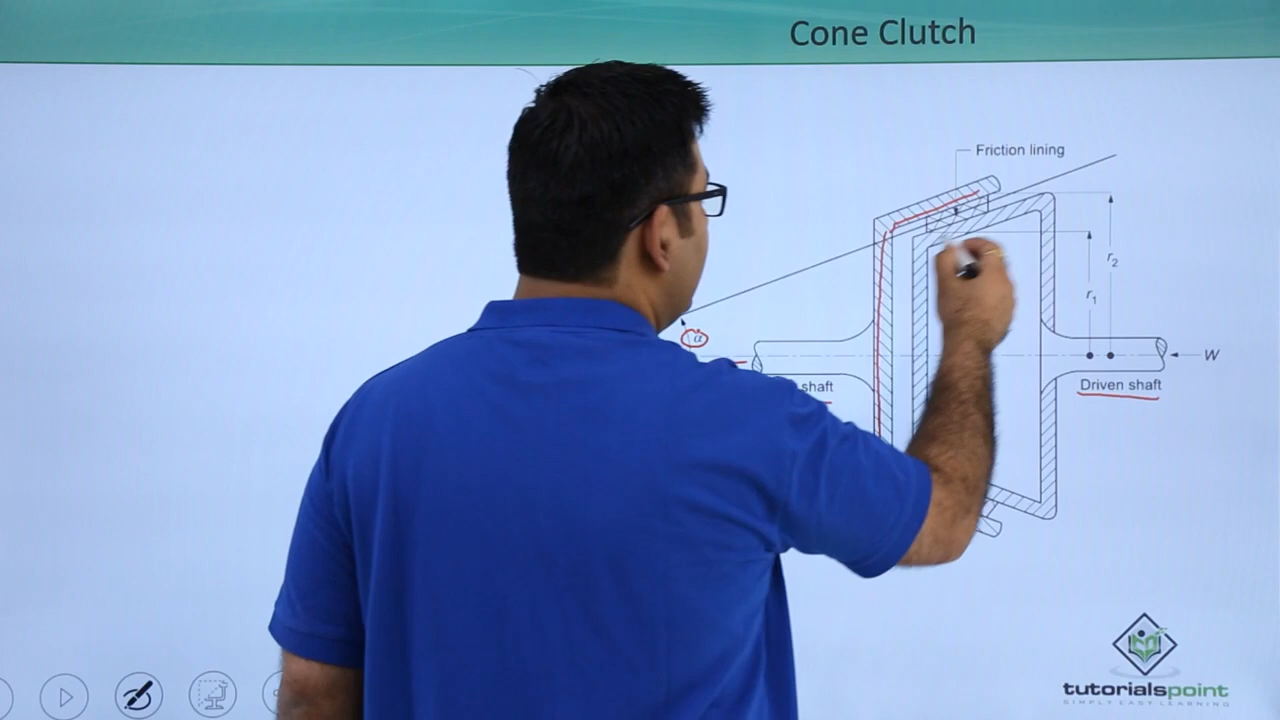 Cone Clutch
Friction lining
r2
r1
α
W
shaft
Driven shaft
tutorialspoint
SIMPLY EASY LEARNING